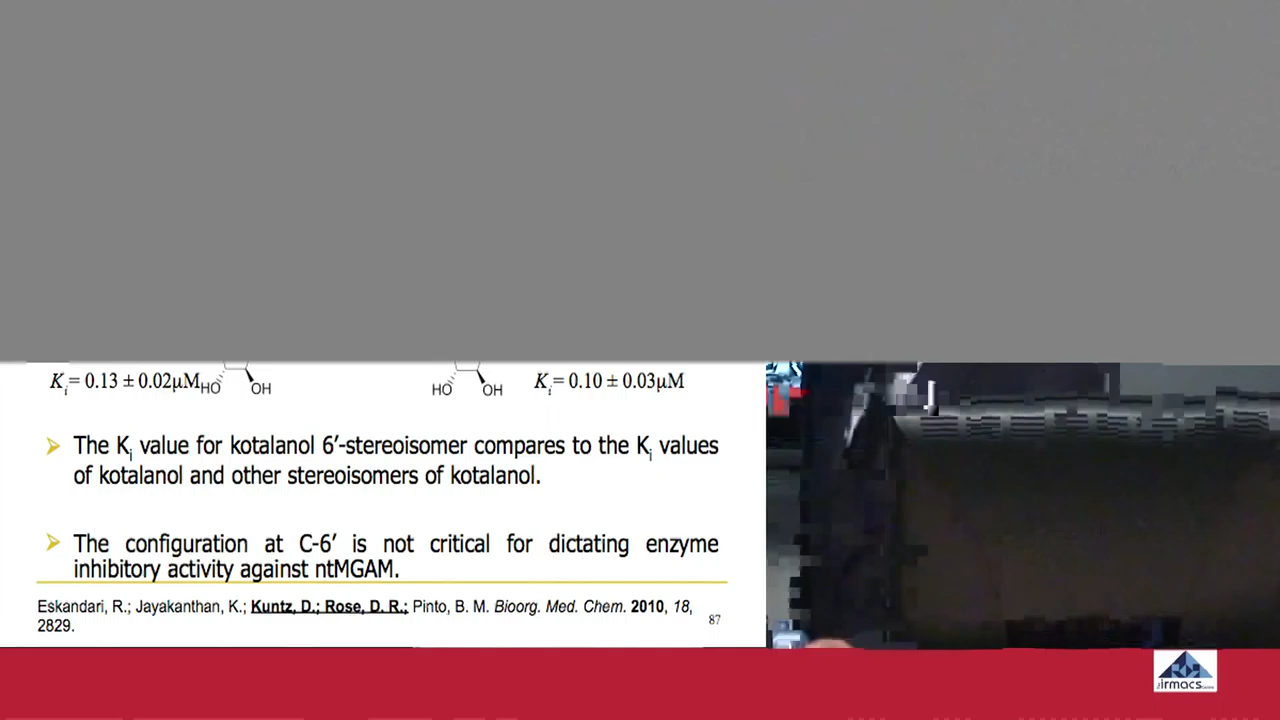 Ki = 0.13 ± 0.02µM HO OH HO OH Ki = 0.10 ± 0.03µM
➢ The Ki value for kotalanol 6′-stereoisomer compares to the Ki values
of kotalanol and other stereoisomers of kotalanol.
➢ The configuration at C-6′ is not critical for dictating enzyme
inhibitory activity against ntMGAM.
Eskandari, R.; Jayakanthan, K.; Kuntz, D.; Rose, D. R.; Pinto, B. M. Bioorg. Med. Chem. 2010, 18,
2829.
87
irmacs